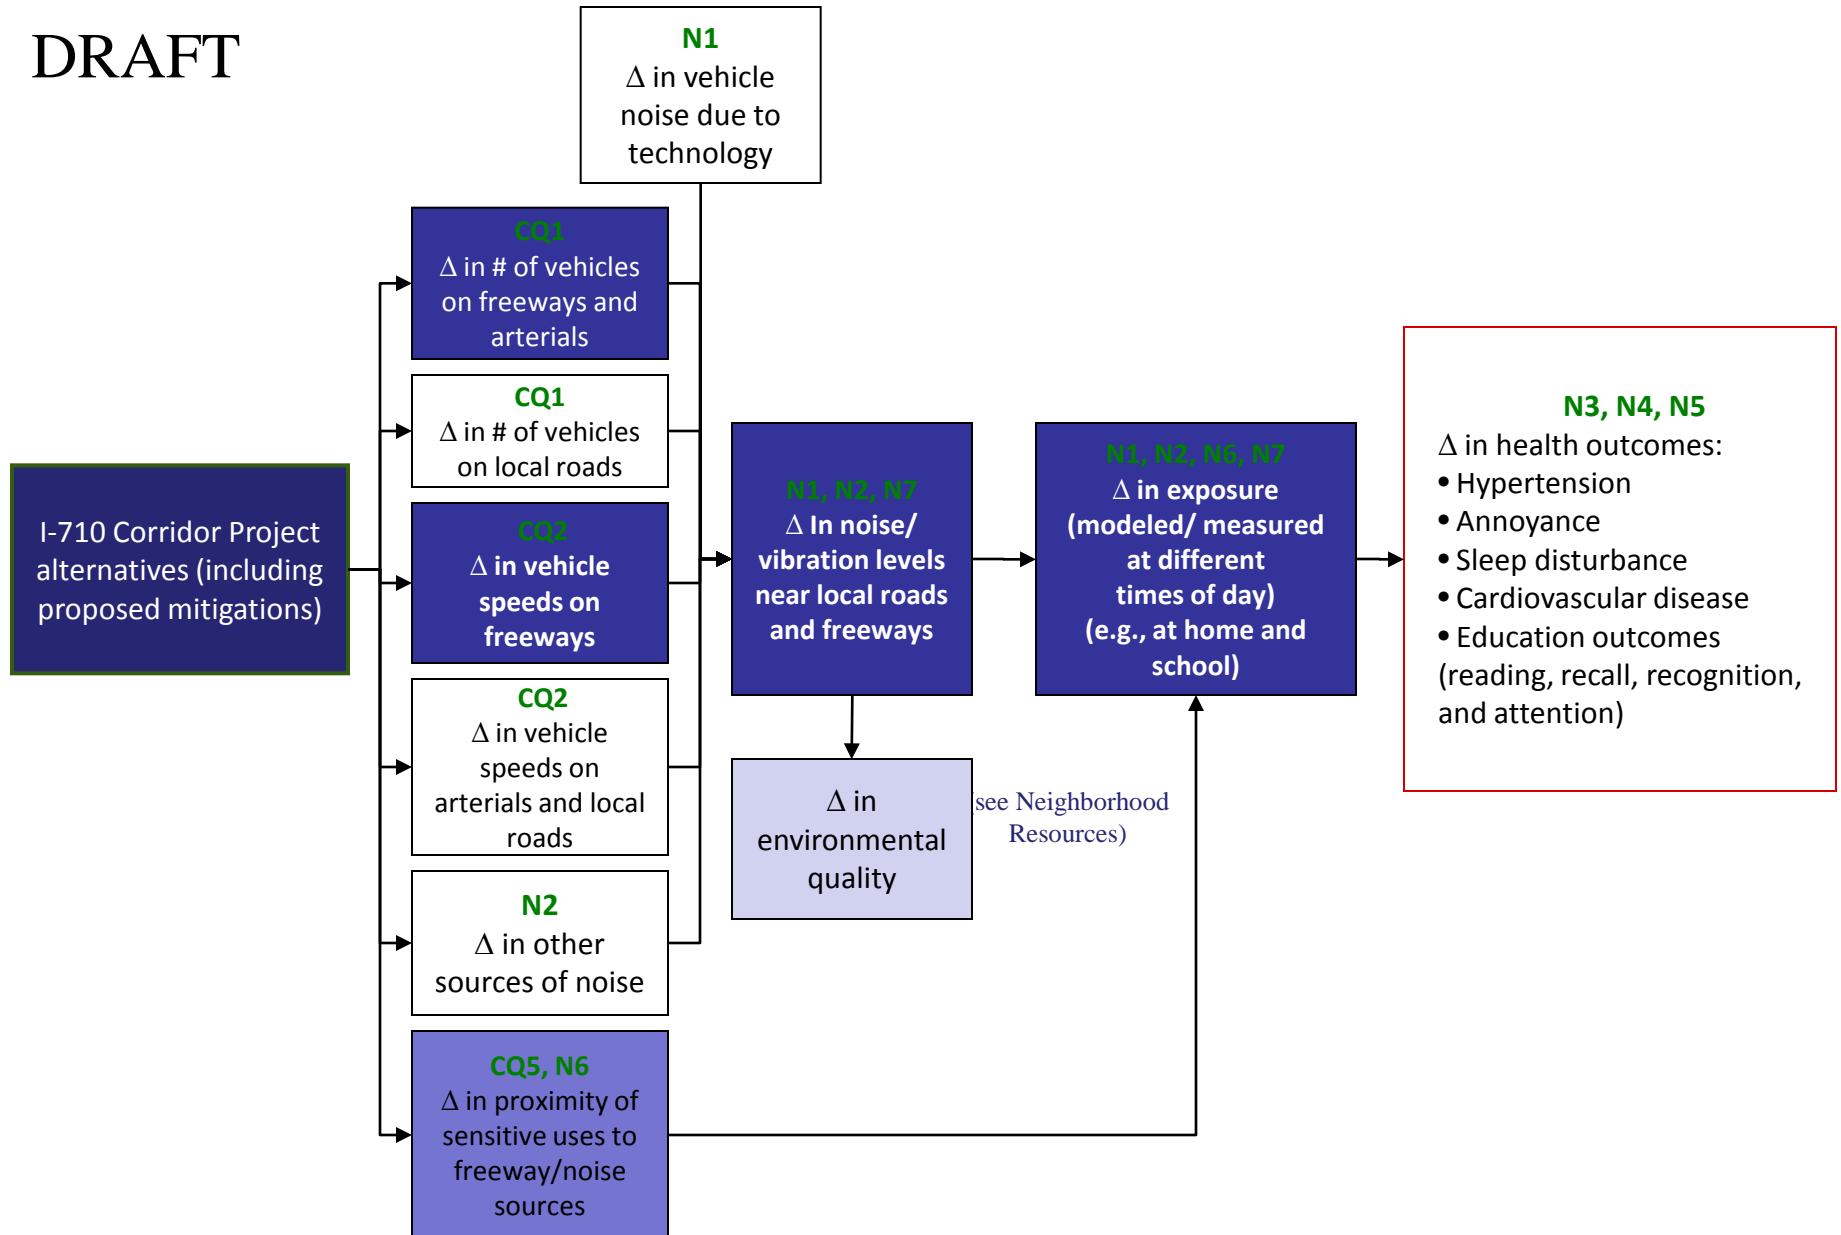 DRAFT
N1
Δ in vehicle
noise due to
technology
CQ1
Δ in # of vehicles
on freeways and
arterials
CQ1
Δ in # of vehicles
on local roads
I-710 Corridor Project
alternatives (including
proposed mitigations)
CQ2
Δ in vehicle
speeds on
freeways
CQ2
Δ in vehicle
speeds on
arterials and local
roads
N2
Δ in other
sources of noise
CQ5, N6
Δ in proximity of
sensitive uses to
freeway/noise
sources
N1, N2, N7
Δ In noise/
vibration levels
near local roads
and freeways
Δ in
environmental
quality
see Neighborhood
Resources)
N1, N2, N6, N7
Δ in exposure
(modeled/ measured
at different
times of day)
(e.g., at home and
school)
N3, N4, N5
Δ in health outcomes:
• Hypertension
• Annoyance
• Sleep disturbance
• Cardiovascular disease
• Education outcomes
(reading, recall, recognition,
and attention)